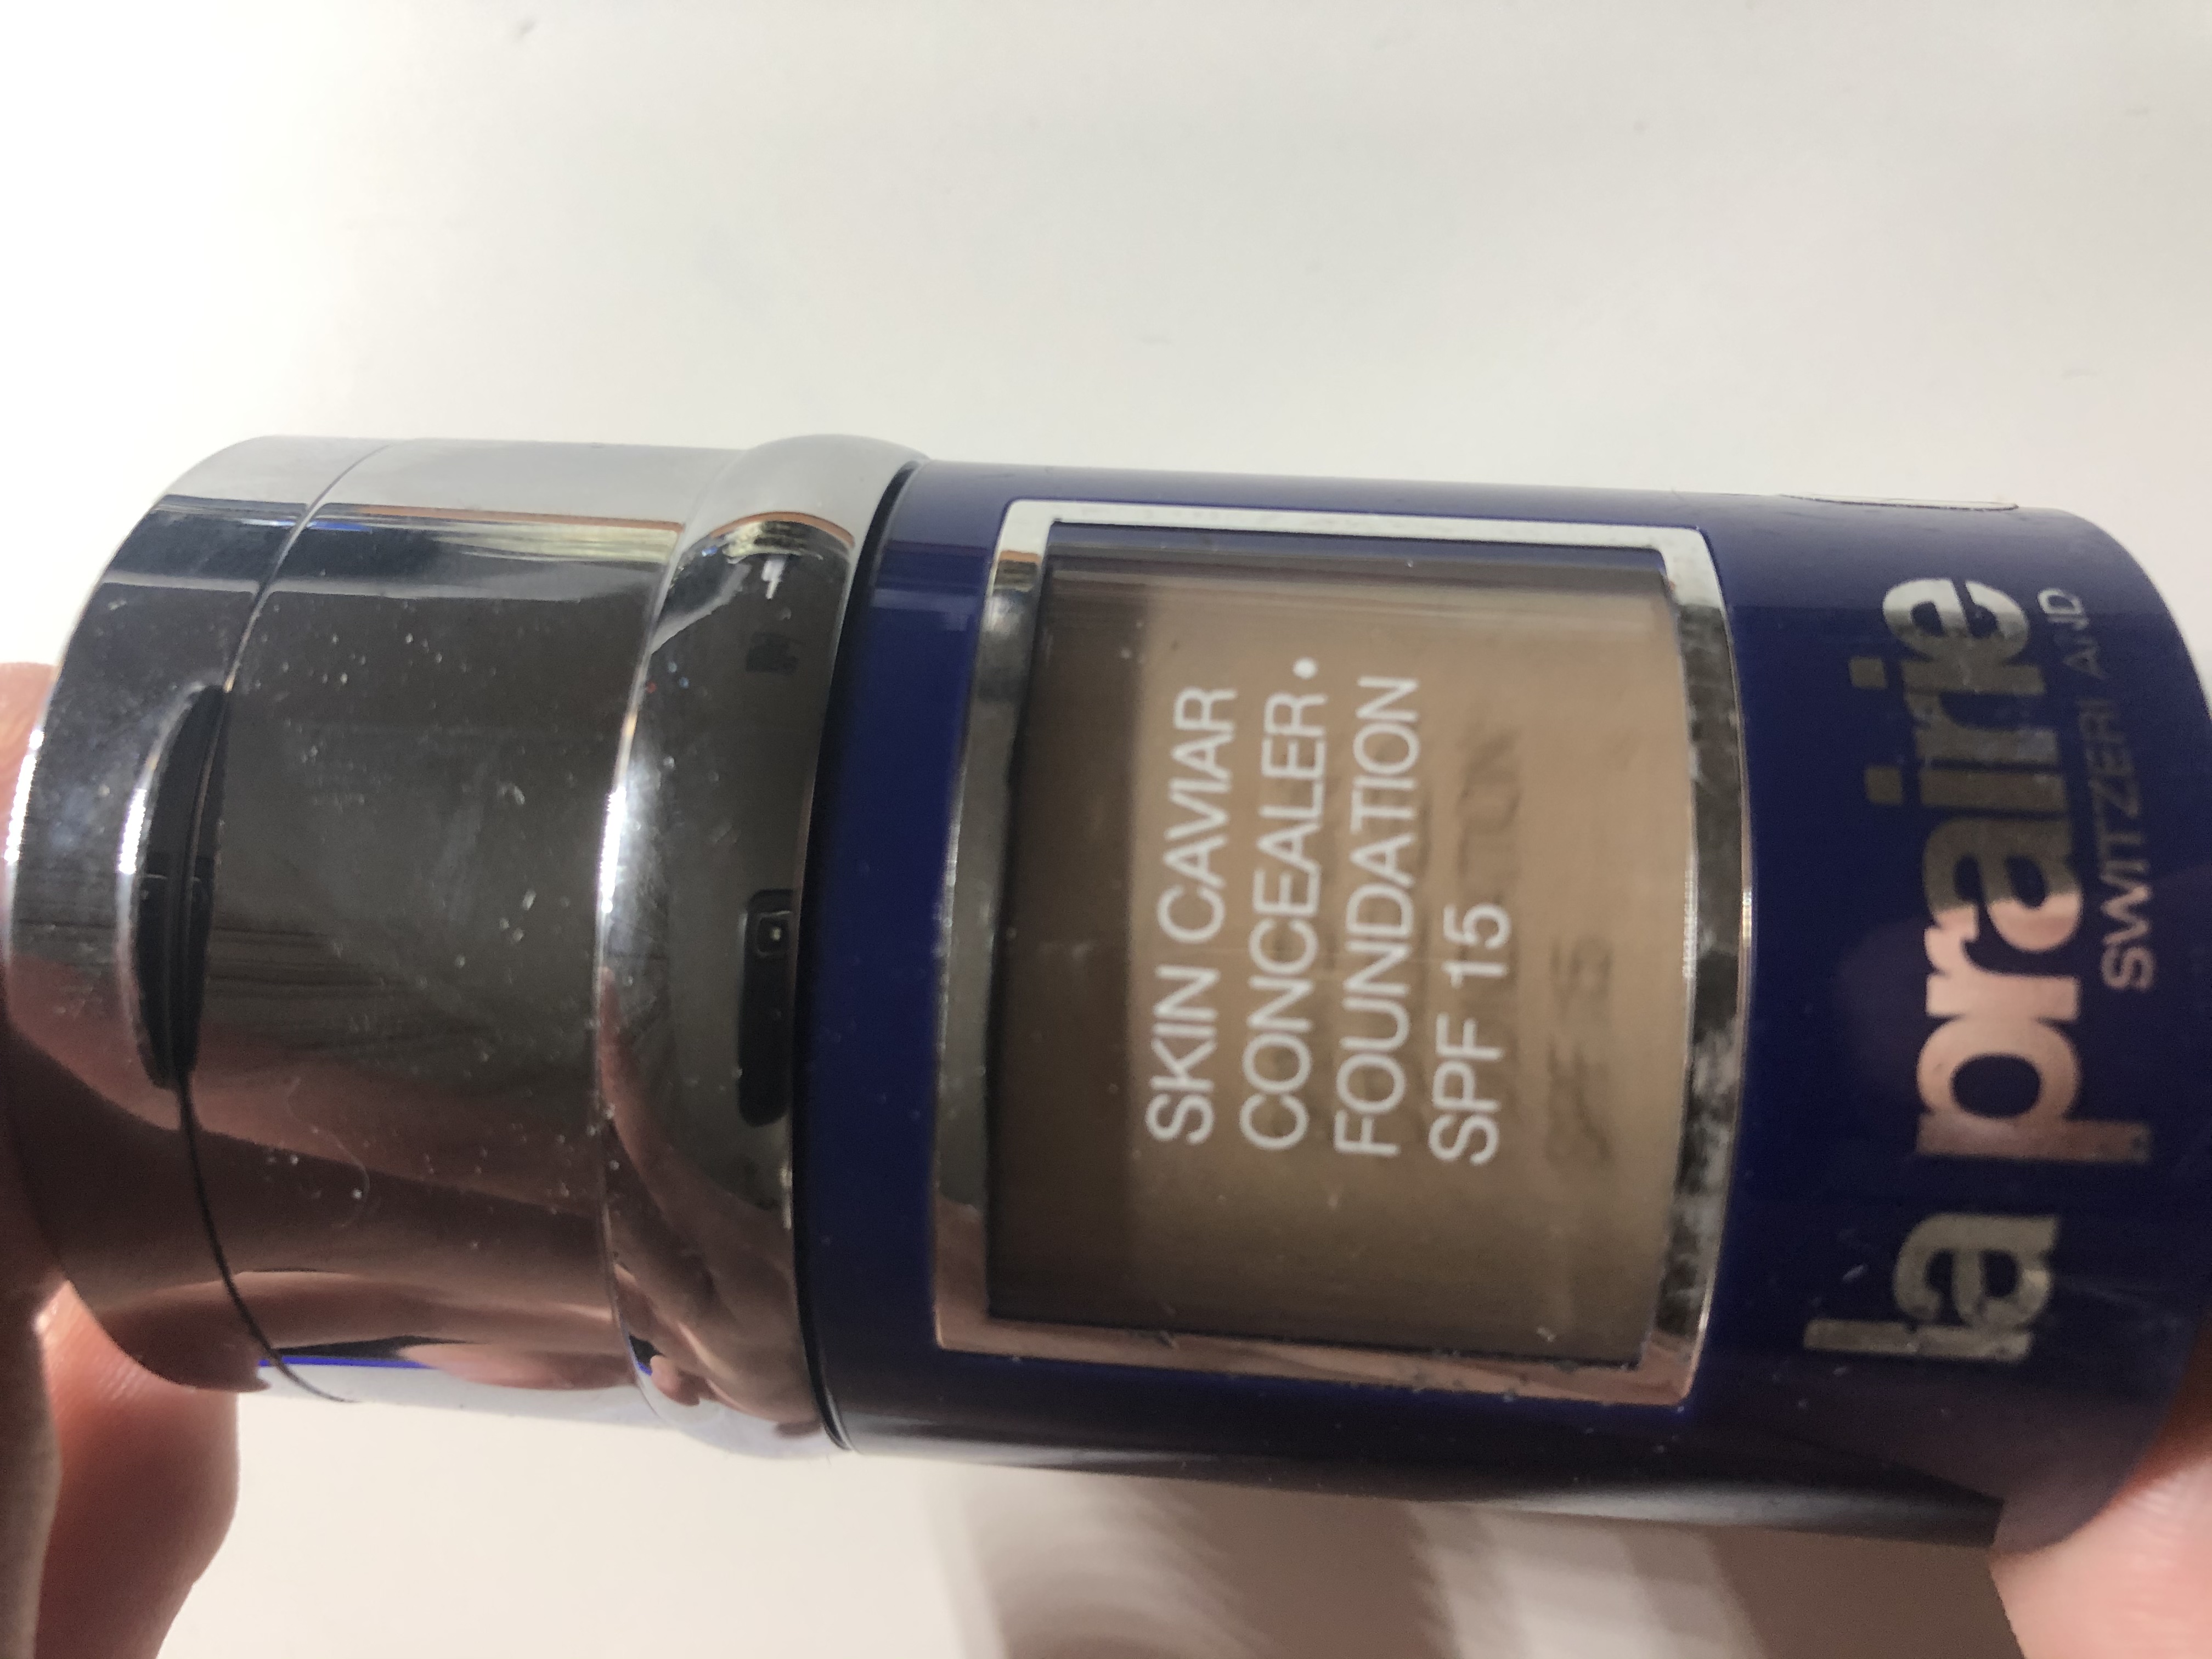 SKIN CAVIAR
CONCEALER •
FOUNDATION
SPF 15
la prairie
SWITZERLAND